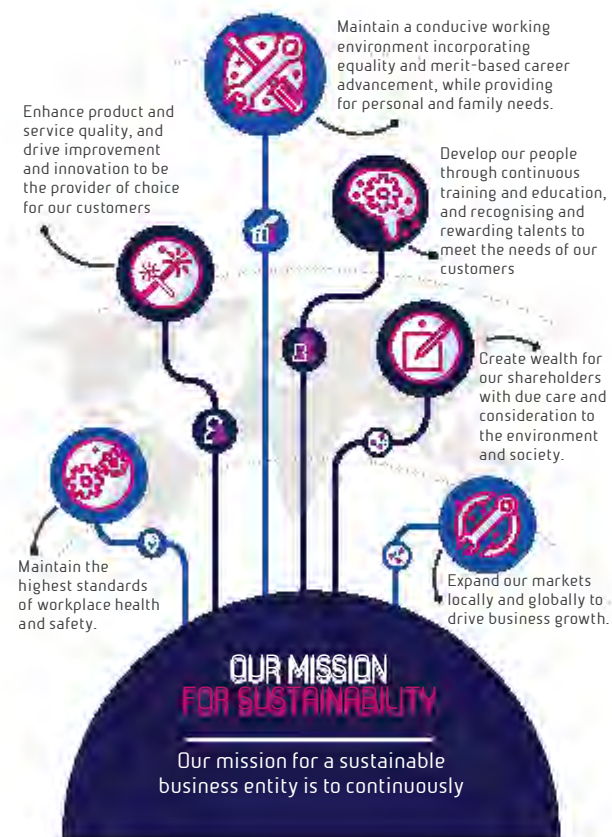 Maintain a conducive working
environment incorporating
equality and merit-based career
advancement, while providing
for personal and family needs.
Enhance product and
service quality, and
drive improvement
and innovation to be
the provider of choice
for our customers
Develop our people
through continuous
training and education,
and recognising and
rewarding talents to
meet the needs of our
customers
Create wealth for
our shareholders
with due care and
consideration to
the environment
and society.
Maintain the
highest standards
of workplace health
and safety.
Expand our markets
locally and globally to
drive business growth.
OUR MISSION
FOR SUSTAINABILITY
Our mission for a sustainable
business entity is to continuously